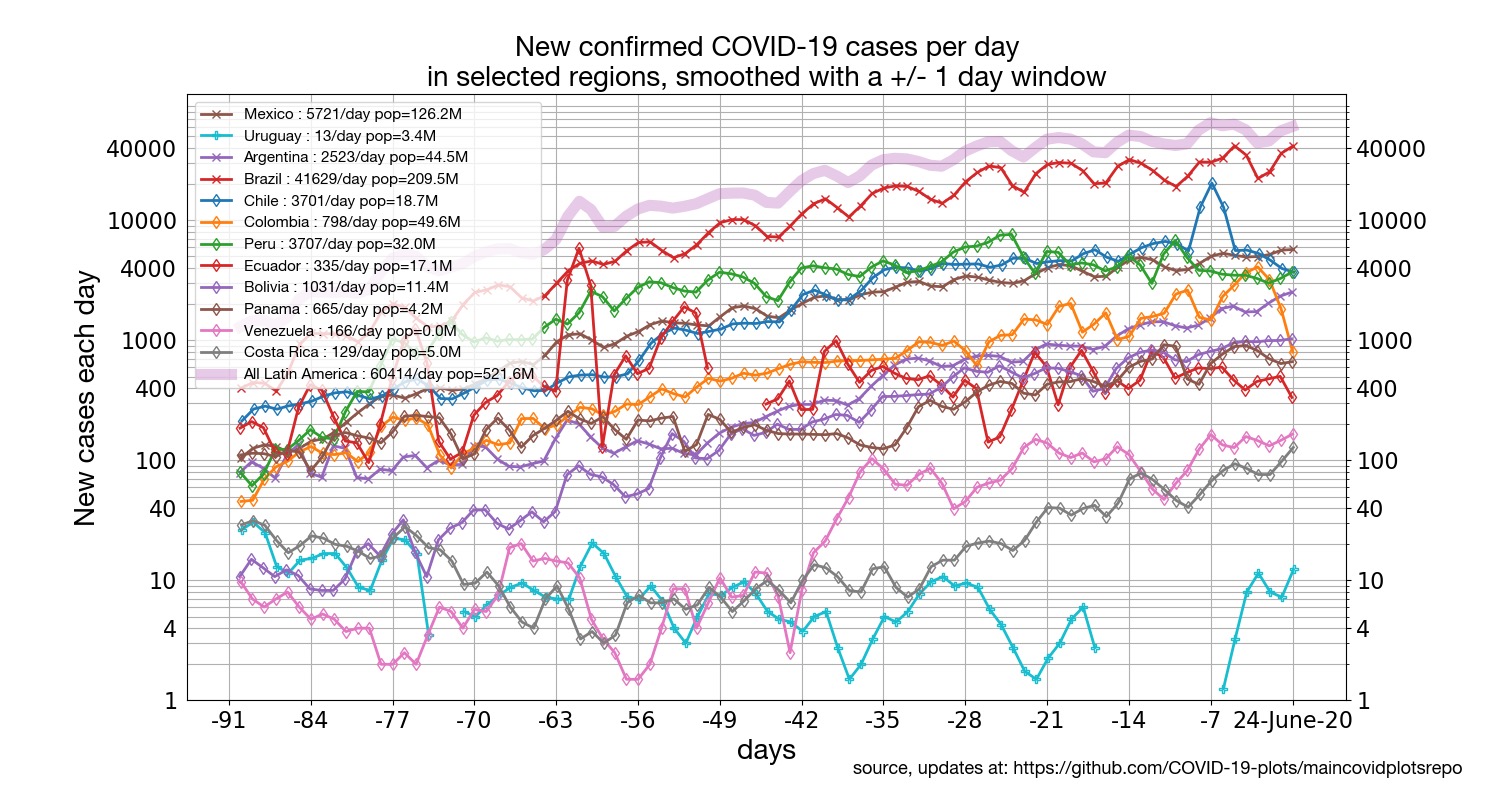 New confirmed COVID-19 cases per day
in selected regions, smoothed with a +/- 1 day window
Mexico : 5721/day pop=126.2M
Uruguay : 13/day pop=3.4M
Argentina : 2523/day pop=44.5M
Brazil : 41629/day pop=209.5M
Chile : 3701/day pop=18.7M
Colombia : 798/day pop=49.6M
Peru : 3707/day pop=32.0M
Ecuador : 335/day pop=17.1M
Bolivia : 1031/day pop=11.4M
Panama : 665/day pop=4.2M
Venezuela : 166/day pop=0.0M
Costa Rica : 129/day pop=5.0M
All Latin America : 60414/day pop=521.6M
New cases each day
40000
10000
4000
1000
400
100
40
10
4
1
40000
10000
4000
1000
400
100
40
10
4
1
-91 -84 -77 -70 -63 -56 -49 -42 -35 -28 -21 -14 -7 24-June-20
days
source, updates at: https://github.com/COVID-19-plots/maincovidplotsrepo